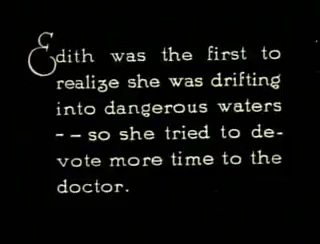 Edith was the first to
realize she was drifting
into dangerous waters
-- so she tried to de-
vote more time to the
doctor.